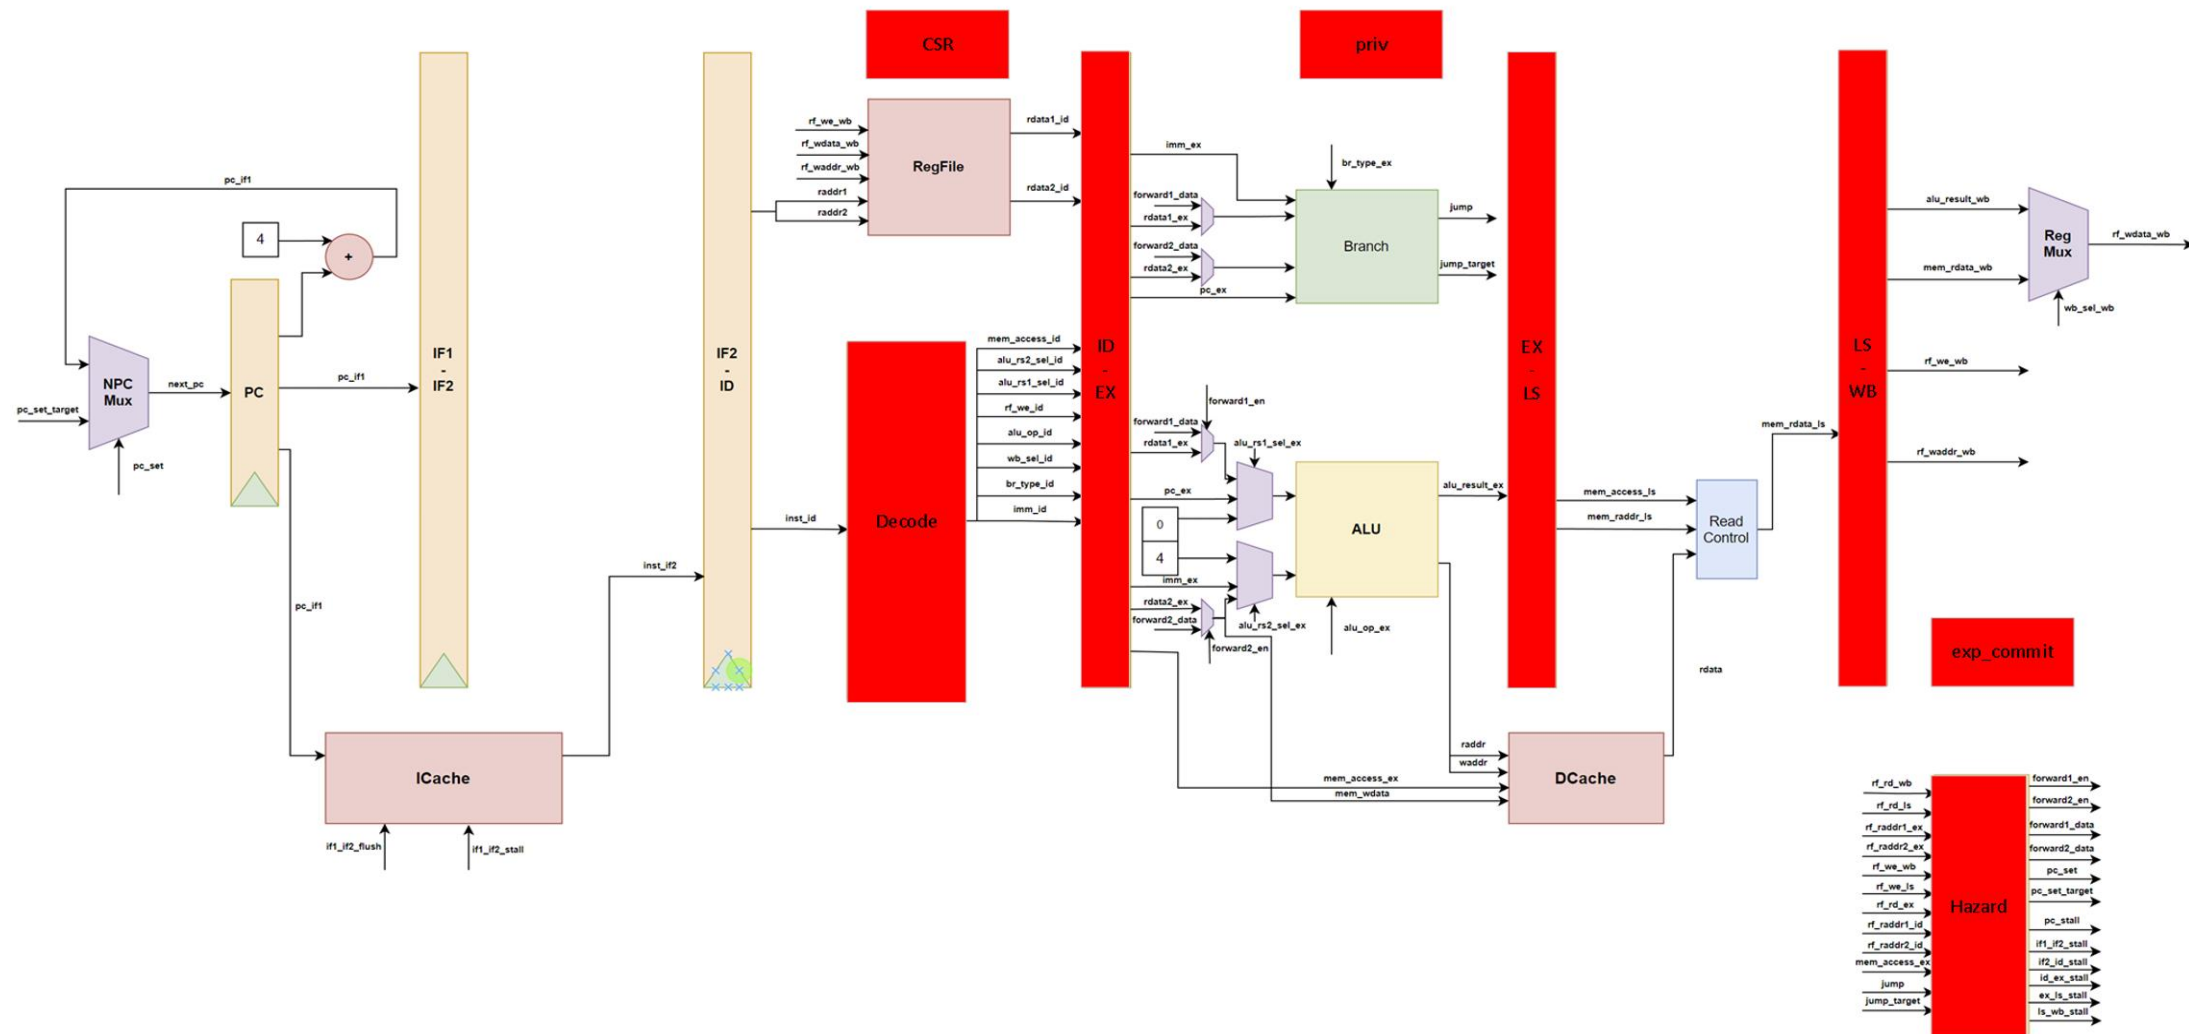 CSR
priv
rf_we_wb
rf_wdata_wb
rf_waddr_wb
raddr1
raddr2
RegFile
rdata1_id
rdata2_id
imm_ex
forward1_data
rdata1_ex
forward2_data
rdata2_ex
pc_ex
br_type_ex
Branch
jump
jump_target
alu_result_wb
mem_rdata_wb
Reg
Mux
rf_wdata_wb
wb_sel_wb
rf_we_wb
rf_waddr_wb
pc_if1
4
+
NPC
Mux
pc_set_target
pc_set
next_pc
PC
pc_if1
pc_if1
IF1
-
IF2
IF2
-
ID
inst_if2
inst_id
Decode
mem_access_id
alu_rs2_sel_id
alu_rs1_sel_id
rf_we_id
alu_op_id
wb_sel_id
br_type_id
imm_id
ID
-
EX
forward1_en
forward1_data
rdata1_ex
alu_rs1_sel_ex
pc_ex
0
4
imm_ex
rdata2_ex
forward2_data
forward2_en
alu_rs2_sel_ex
ALU
alu_op_ex
alu_result_ex
EX
-
LS
mem_access_ls
mem_raddr_ls
Read
Control
mem_rdata_ls
LS
-
WB
rdata
exp_commit
ICache
if1_if2_flush
if1_if2_stall
raddr
waddr
mem_access_ex
mem_wdata
DCache
rf_rd_wb
rf_rd_ls
rf_raddr1_ex
rf_raddr2_ex
rf_we_wb
rf_we_ls
rf_rd_ex
rf_raddr1_id
rf_raddr2_id
mem_access_ex
jump
jump_target
Hazard
forward1_en
forward2_en
forward1_data
forward2_data
pc_set
pc_set_target
pc_stall
if1_if2_stall
if2_id_stall
id_ex_stall
ex_ls_stall
ls_wb_stall